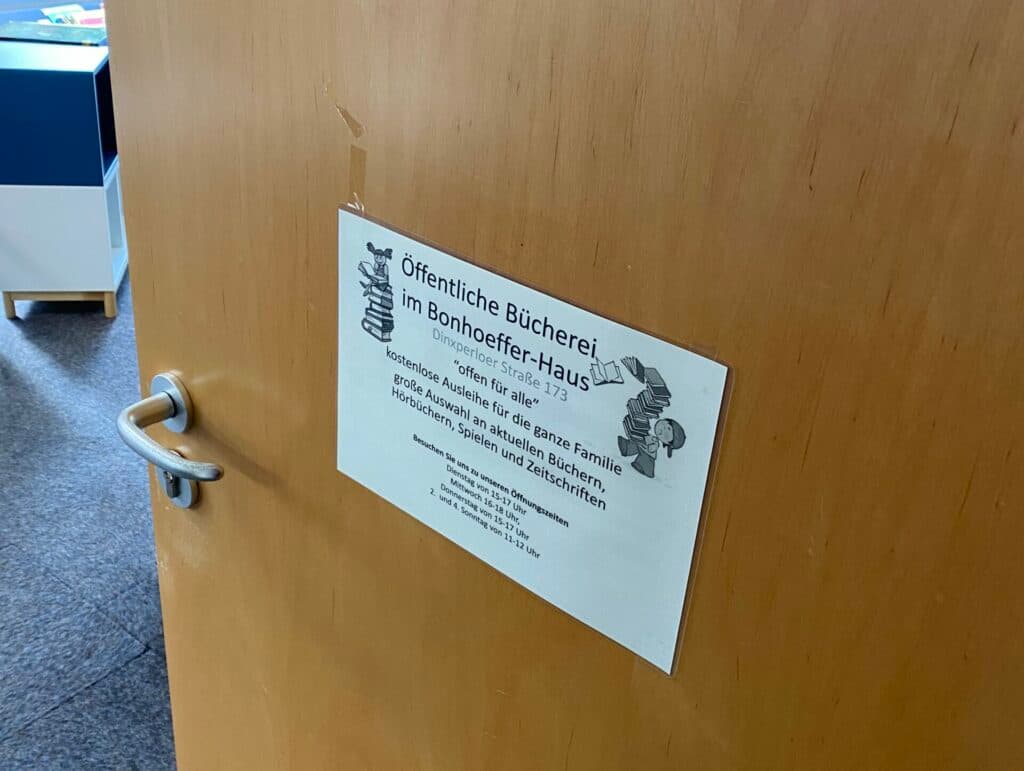 Öffentliche Bücherei
im Bonhoeffer-Haus
Dinxperloer Straße 173
“offen für alle”
kostenlose Ausleihe für die ganze Familie
große Auswahl an aktuellen Büchern,
Hörbüchern, Spielen und Zeitschriften
Besuchen Sie uns zu unseren Öffnungszeiten
Dienstag von 15-17 Uhr
Mittwoch 16-18 Uhr,
Donnerstag von 15-17 Uhr
2. und 4. Sonntag von 11-12 Uhr